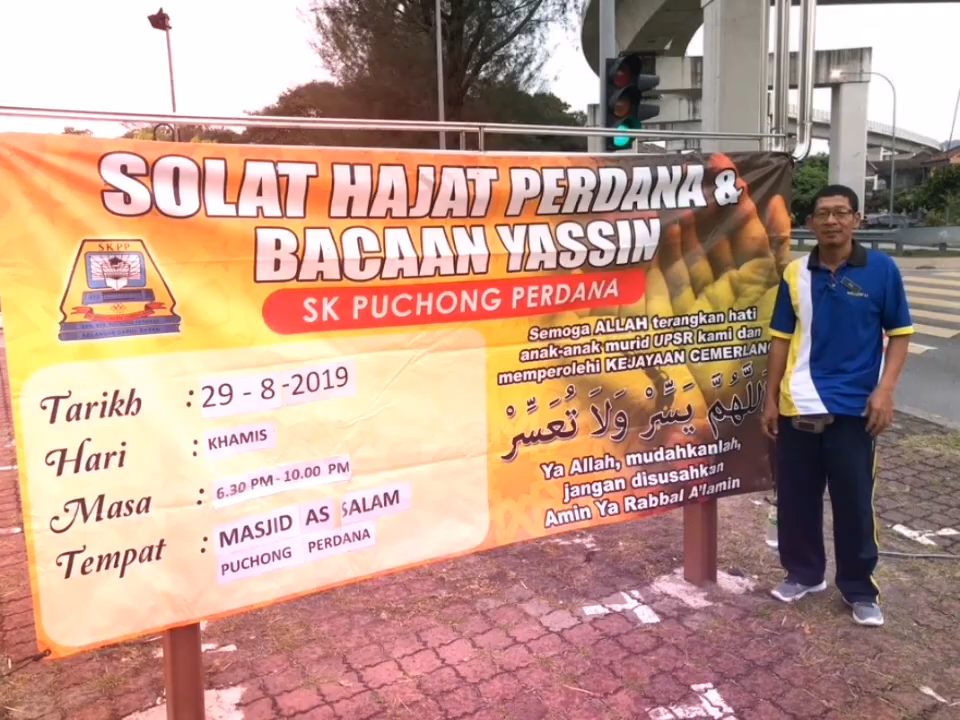 SOLAT HAJAT PERDANA &
BACAAN YASSIN
SK PUCHONG PERDANA
SKPP
Semoga ALLAH terangkan hati
anak-anak murid UPSR kami dan
memperolehi KEJAYAAN CEMERLANG
اللَّهُمَّ يَسِّرْ وَلَا تُعَسِّرْ
Ya Allah, mudahkanlah,
jangan disusahkan
Amin Ya Rabbal A'lamin
Tarikh : 29 - 8 -2019
Hari : KHAMIS
Masa : 6.30 PM - 10.00 PM
Tempat : MASJID AS SALAM
PUCHONG PERDANA